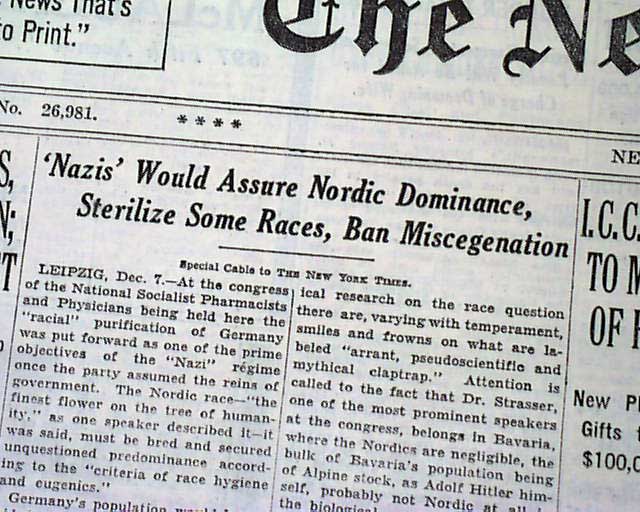 News That's
to Print."
The Ne
No. 26,981.
* * * *
NE
S,
N;
T
'Nazis' Would Assure Nordic Dominance,
Sterilize Some Races, Ban Miscegenation
Special Cable to THE NEW YORK TIMES.
LEIPZIG, Dec. 7.—At the congress
of the National Socialist Pharmacists
and Physicians being held here the
"racial" purification of Germany
was put forward as one of the prime
objectives of the "Nazi" régime
once the party assumed the reins of
government. The Nordic race—"the
finest flower on the tree of human-
ity," as one speaker described it—it
was said, must be bred and secured
unquestioned predominance accord-
ing to the "criteria of race hygiene
and eugenics."
Germany's population
ical research on the race question
there are, varying with temperament,
smiles and frowns on what are la-
beled "arrant, pseudoscientific and
mythical claptrap." Attention is
called to the fact that Dr. Strasser,
one of the most prominent speakers
at the congress, belongs in Bavaria,
where the Nordics are negligible, the
bulk of Bavaria's population being
of Alpine stock, as Adolf Hitler him-
self, probably not Nordic at all
the biological
I.C.C.
TO M
OF
New Pl
Gifts
$100,0